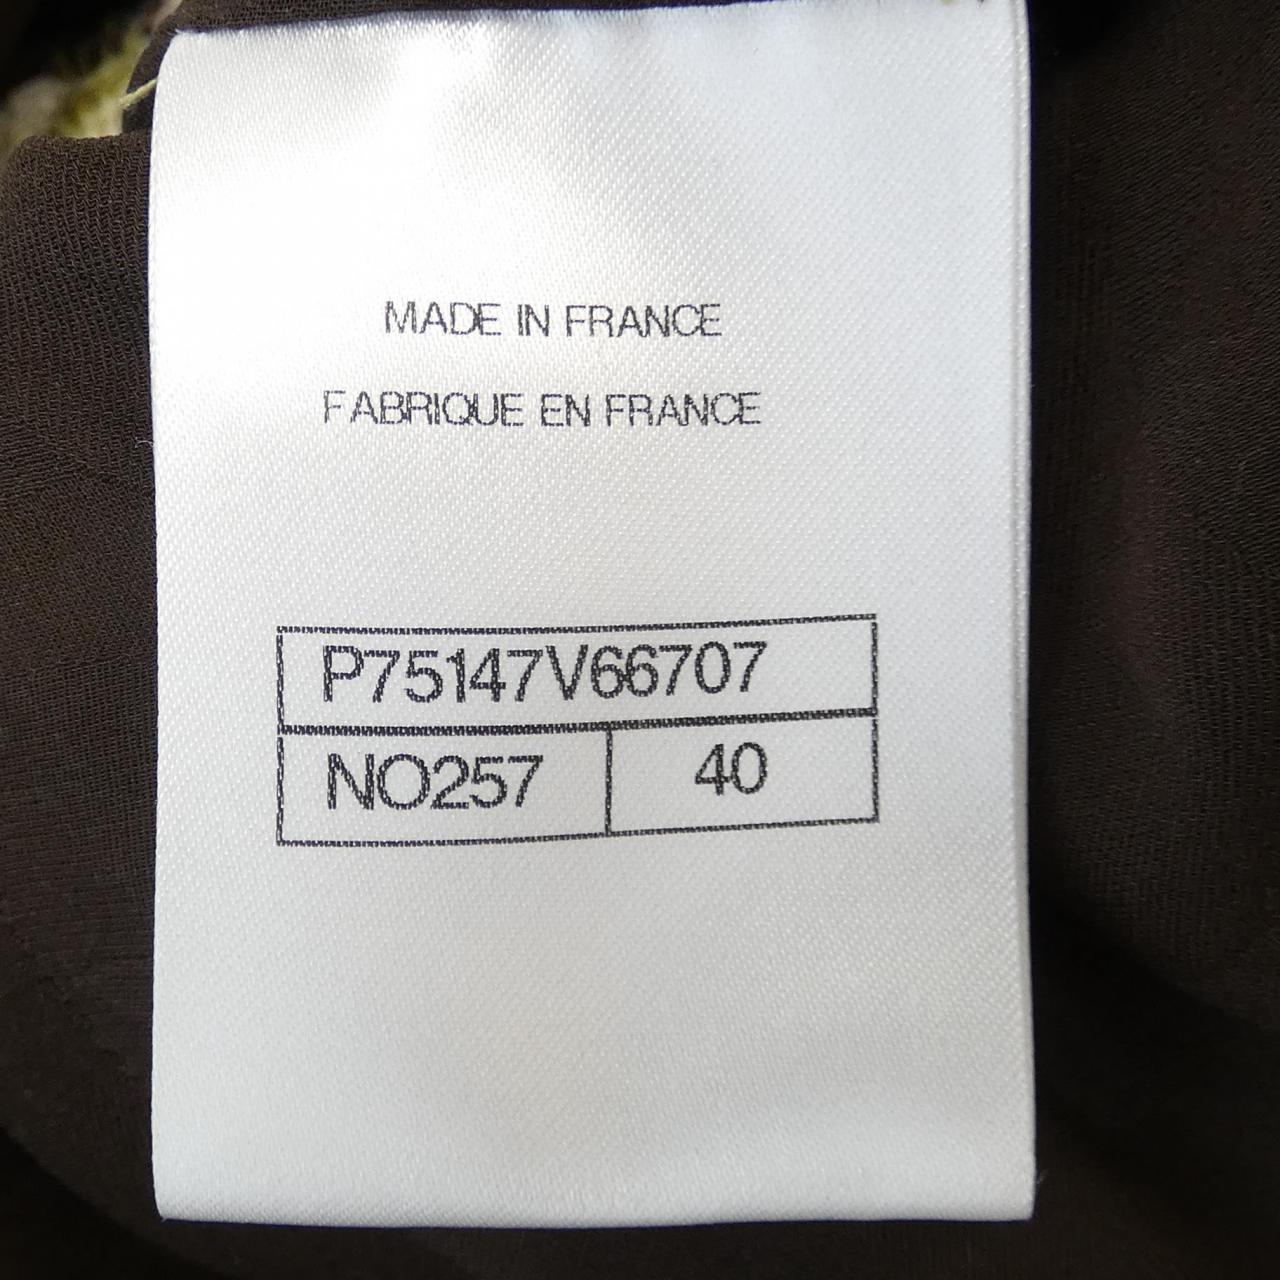 MADE IN FRANCE
FABRIQUE EN FRANCE
P75147V66707
NO257 40